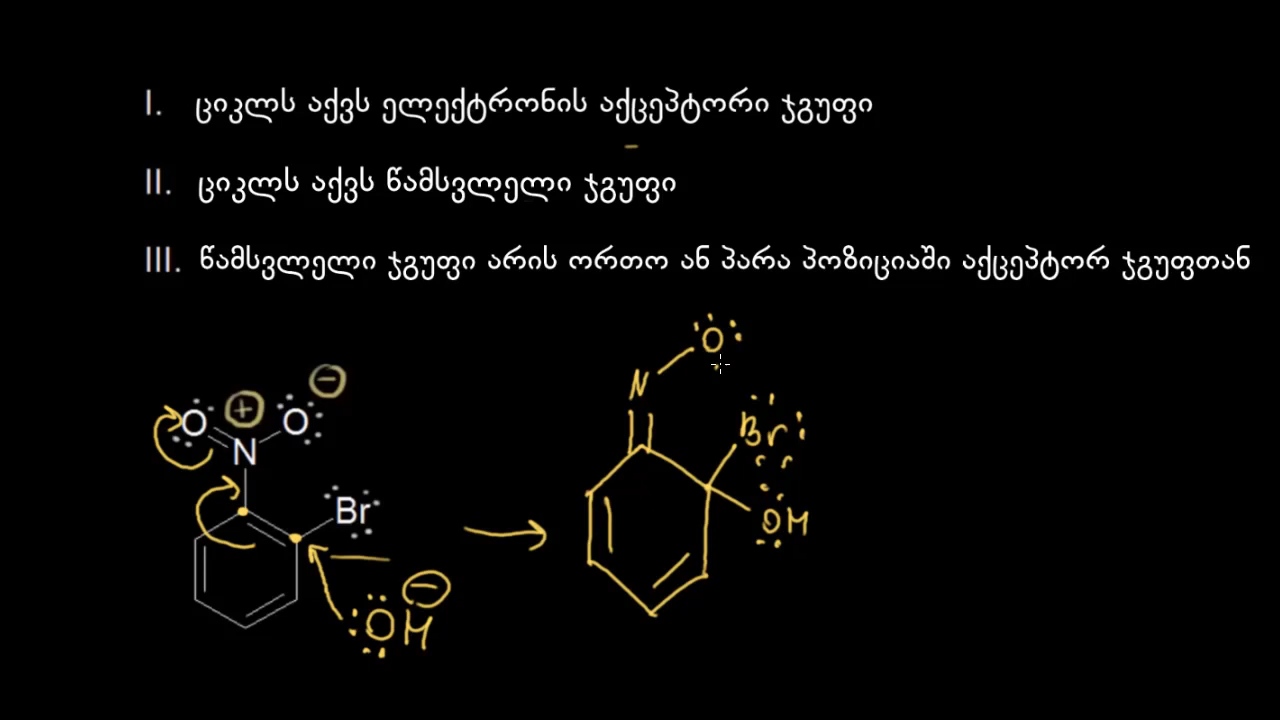 I. ციკლს აქვს ელექტრონის აქცეპტორი ჯგუფი
II. ციკლს აქვს წამსვლელი ჯგუფი
III. წამსვლელი ჯგუფი არის ორთო ან პარა პოზიციაში აქცეპტორ ჯგუფთან
O
N
Br
OH
O + O −
N
Br
−
OH